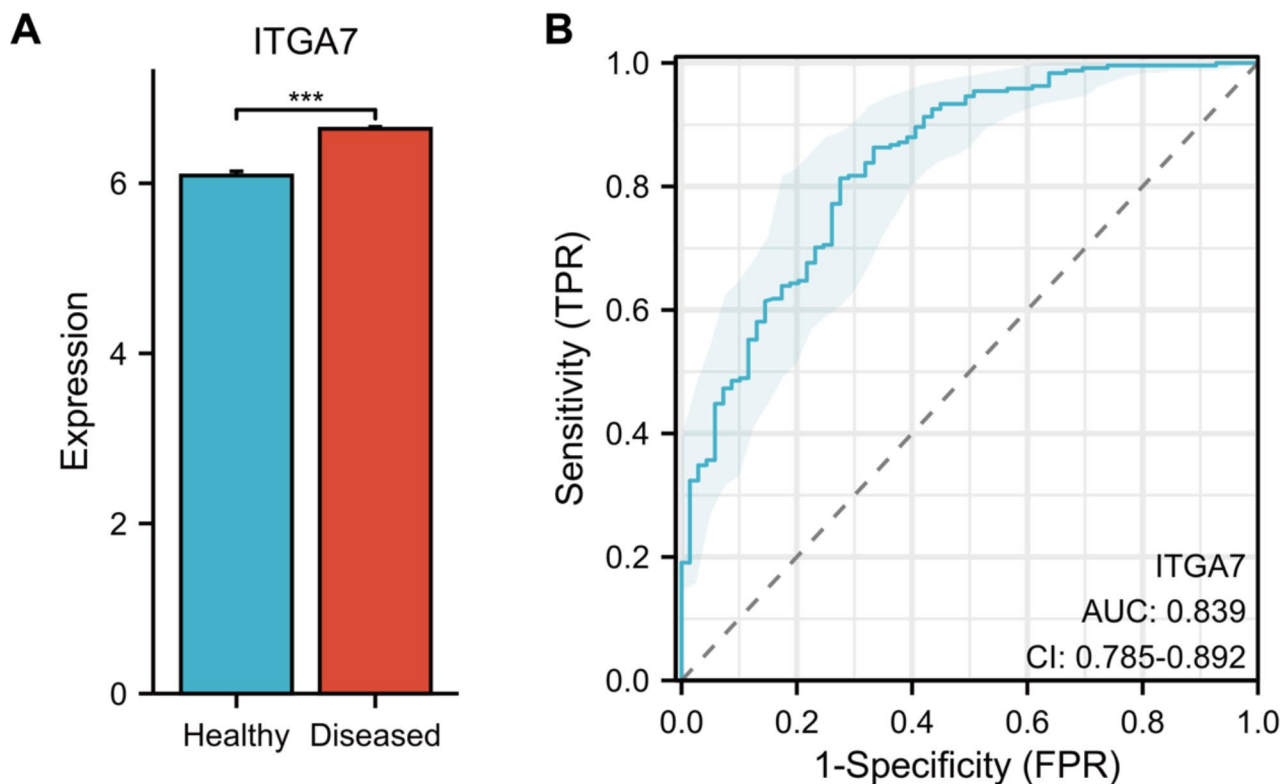 A
ITGA7
***
Expression
6
4
2
0
Healthy Diseased
B
Sensitivity (TPR)
1.0
0.8
0.6
0.4
0.2
0.0
ITGA7
AUC: 0.839
CI: 0.785-0.892
0.0 0.2 0.4 0.6 0.8 1.0
1-Specificity (FPR)